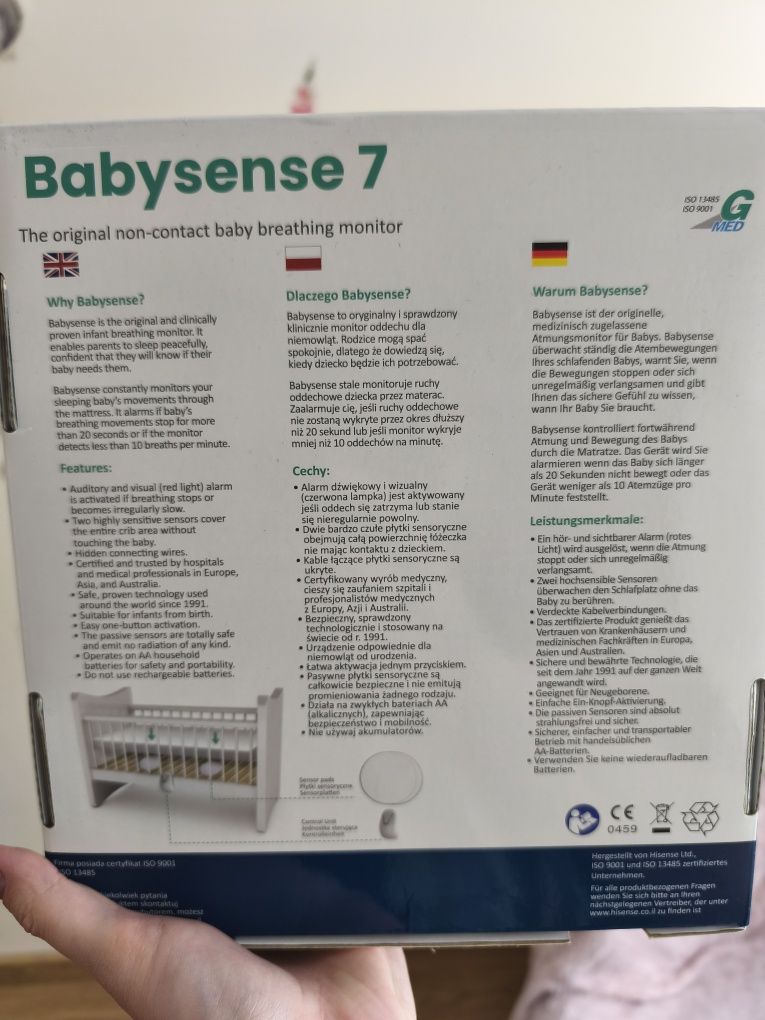 Babysense 7
The original non-contact baby breathing monitor
ISO 13485
ISO 9001
G
MED
Why Babysense?
Babysense is the original and clinically
proven infant breathing monitor. It
enables parents to sleep peacefully,
confident that they will know if their
baby needs them.
Babysense constantly monitors your
sleeping baby's movements through
the mattress. It alarms if baby's
breathing movements stop for more
than 20 seconds or if the monitor
detects less than 10 breaths per minute.
Features:
• Auditory and visual (red light) alarm
is activated if breathing stops or
becomes irregularly slow.
• Two highly sensitive sensors cover
the entire crib area without
touching the baby.
• Hidden connecting wires.
• Certified and trusted by hospitals
and medical professionals in Europe,
Asia, and Australia.
• Safe, proven technology used
around the world since 1991.
• Suitable for infants from birth.
• Easy one-button activation.
• The passive sensors are totally safe
and emit no radiation of any kind.
• Operates on AA household
batteries for safety and portability.
• Do not use rechargeable batteries.
Dlaczego Babysense?
Babysense to oryginalny i sprawdzony
klinicznie monitor oddechu dla
niemowląt. Rodzice mogą spać
spokojnie, dlatego że dowiedzą się,
kiedy dziecko będzie ich potrzebować.
Babysense stale monitoruje ruchy
oddechowe dziecka przez materac.
Zaalarmuje cię, jeśli ruchy oddechowe
nie zostaną wykryte przez okres dłuższy
niż 20 sekund lub jeśli monitor wykryje
mniej niż 10 oddechów na minutę.
Cechy:
• Alarm dźwiękowy i wizualny
(czerwona lampka) jest aktywowany
jeśli oddech się zatrzyma lub stanie
się nieregularnie powolny.
• Dwie bardzo czułe płytki sensoryczne
obejmują całą powierzchnię łóżeczka
nie mając kontaktu z dzieckiem.
• Kable łączące płytki sensoryczne są
ukryte.
• Certyfikowany wyrób medyczny,
cieszy się zaufaniem szpitali i
profesjonalistów medycznych
z Europy, Azji i Australii.
• Bezpieczny, sprawdzony
technologicznie i stosowany na
świecie od r. 1991.
• Urządzenie odpowiednie dla
niemowląt od urodzenia.
• Łatwa aktywacja jednym przyciskiem.
• Pasywne płytki sensoryczne są
całkowicie bezpieczne i nie emitują
promieniowania żadnego rodzaju.
• Działa na zwykłych bateriach AA
(alkalicznych), zapewniając
bezpieczeństwo i mobilność.
• Nie używaj akumulatorów.
Warum Babysense?
Babysense ist der originelle,
medizinisch zugelassene
Atmungsmonitor für Babys. Babysense
überwacht ständig die Atembewegungen
Ihres schlafenden Babys, warnt Sie, wenn
die Bewegungen stoppen oder sich
unregelmäßig verlangsamen und gibt
Ihnen das sichere Gefühl zu wissen,
wann Ihr Baby Sie braucht.
Babysense kontrolliert fortwährend
Atmung und Bewegung des Babys
durch die Matratze. Das Gerät wird Sie
alarmieren wenn das Baby sich länger
als 20 Sekunden nicht bewegt oder das
Gerät weniger als 10 Atemzüge pro
Minute feststellt.
Leistungsmerkmale:
• Ein hör- und sichtbarer Alarm (rotes
Licht) wird ausgelöst, wenn die Atmung
stoppt oder sich unregelmäßig
verlangsamt.
• Zwei hochsensible Sensoren
überwachen den Schlafplatz ohne das
Baby zu berühren.
• Verdeckte Kabelverbindungen.
• Das zertifizierte Produkt genießt das
Vertrauen von Krankenhäusern und
medizinischen Fachkräften in Europa,
Asien und Australien.
• Sichere und bewährte Technologie, die
seit dem Jahr 1991 auf der ganzen Welt
angewandt wird.
• Geeignet für Neugeborene.
• Einfache Ein-Knopf-Aktivierung.
• Die passiven Sensoren sind absolut
strahlungsfrei und sicher.
• Sicherer, einfacher und transportabler
Betrieb mit handelsüblichen
AA-Batterien.
• Verwenden Sie keine wiederaufladbaren
Batterien.
Sensor pads
Płytki sensoryczne
Sensorplatten
Control Unit
Jednostka sterująca
Kontrolleinheit
CE
0459
Firma posiada certyfikat ISO 9001
ISO 13485
pytania
skontaktuj
możesz
Hergestellt von Hisense Ltd.,
ISO 9001 und ISO 13485 zertifiziertes
Unternehmen.
Für alle produktbezogenen Fragen
wenden Sie sich bitte an Ihren
nächstgelegenen Vertreiber, der unter
www.hisense.co.il zu finden ist